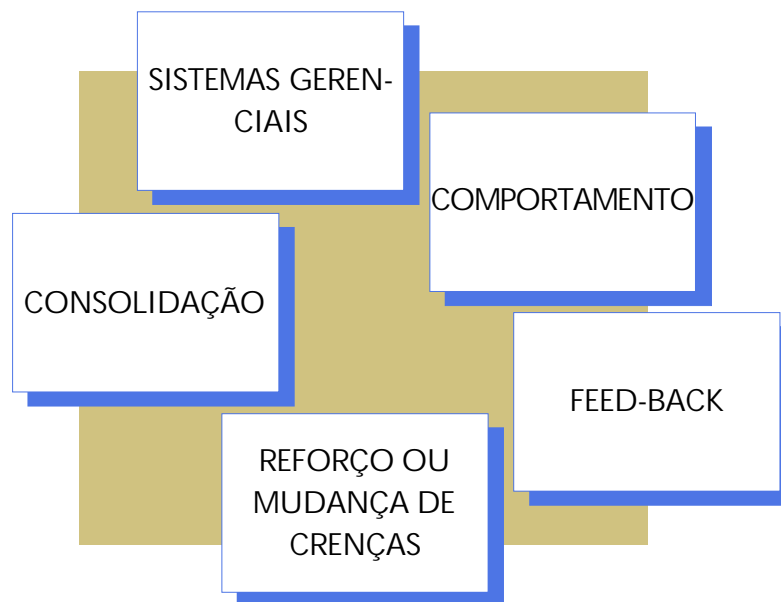 SISTEMAS GEREN-
CIAIS
COMPORTAMENTO
CONSOLIDAÇÃO
FEED-BACK
REFORÇO OU
MUDANÇA DE
CRENÇAS